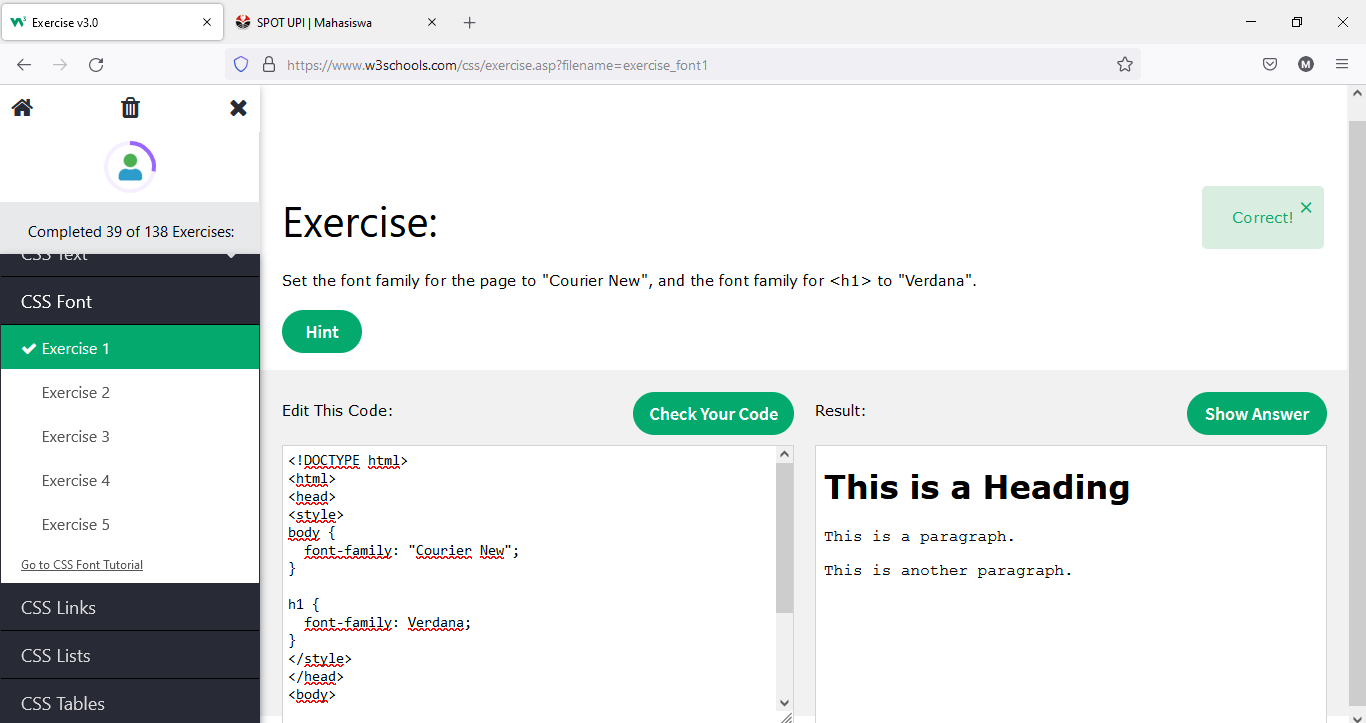 Exercise v3.0
SPOT UPI | Mahasiswa
https://www.w3schools.com/css/exercise.asp?filename=exercise_font1
M
Completed 39 of 138 Exercises:
CSS Text
CSS Font
Exercise 1
Exercise 2
Exercise 3
Exercise 4
Exercise 5
Go to CSS Font Tutorial
CSS Links
CSS Lists
CSS Tables
Exercise:
Correct!
Set the font family for the page to "Courier New", and the font family for <h1> to "Verdana".
Hint
Edit This Code:
Check Your Code
<!DOCTYPE html>
<html>
<head>
<style>
body {
  font-family: "Courier New";
}

h1 {
  font-family: Verdana;
}
</style>
</head>
<body>
Result:
Show Answer
This is a Heading
This is a paragraph.
This is another paragraph.